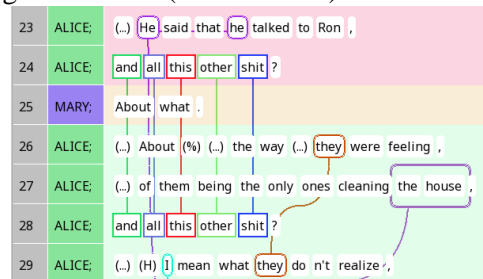 23 ALICE; (...) He said that he talked to Ron ,
24 ALICE; and all this other shit ?
25 MARY; About what .
26 ALICE; (...) About (%) (...) the way (...) they were feeling ,
27 ALICE; (...) of them being the only ones cleaning the house ,
28 ALICE; and all this other shit ?
29 ALICE; (...) (H) I mean what they do n't realize ,